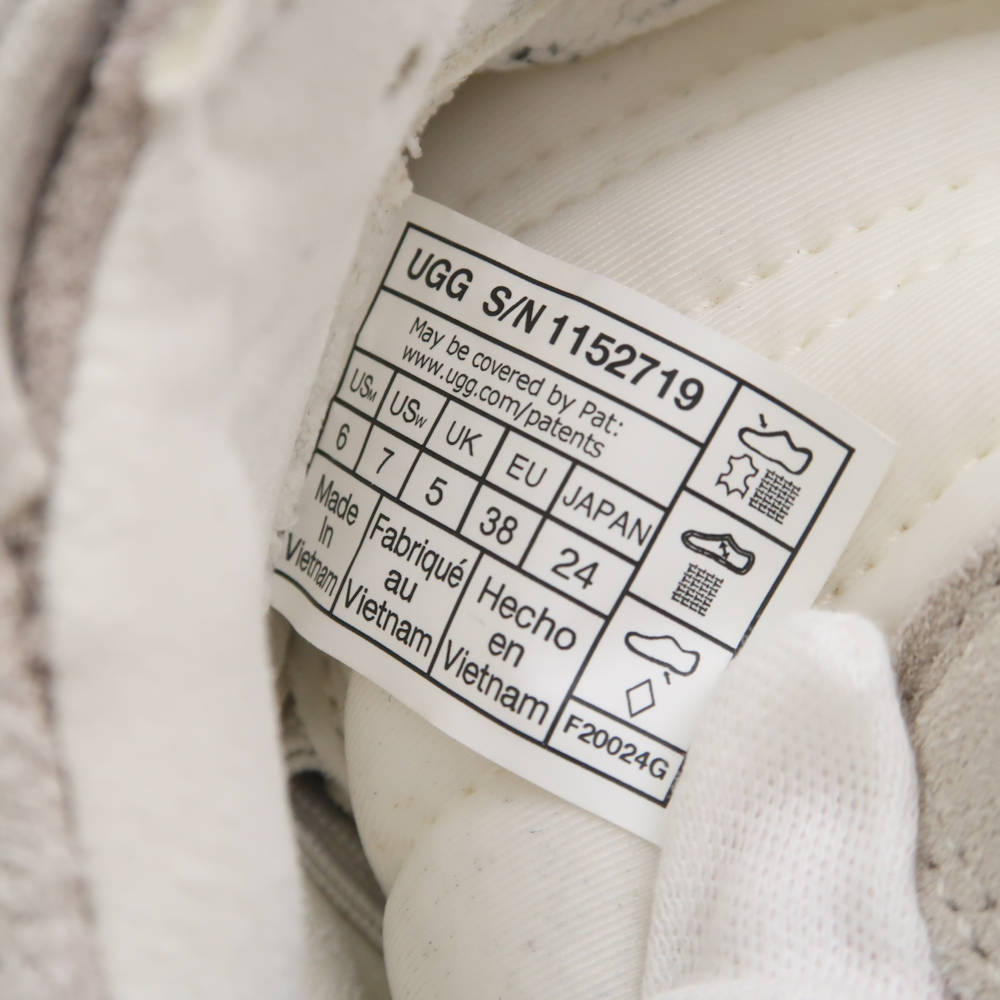 UGG S/N 1152719
May be covered by Pat:
www.ugg.com/patents
USM USW UK EU JAPAN
6 7 5 38 24
Made
In
Vietnam
Fabriqué
au
Vietnam
Hecho
en
Vietnam
F20024G